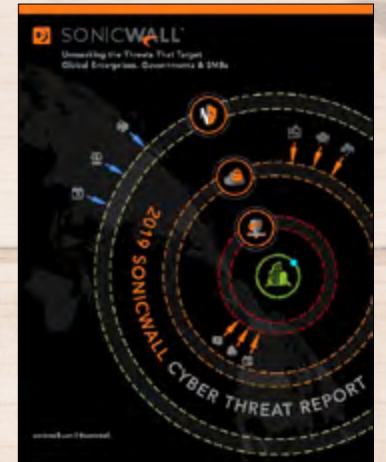 SONICWALL
Unmasking the Threats That Target
Global Enterprises, Governments & SMBs
2019 SONICWALL CYBER THREAT REPORT